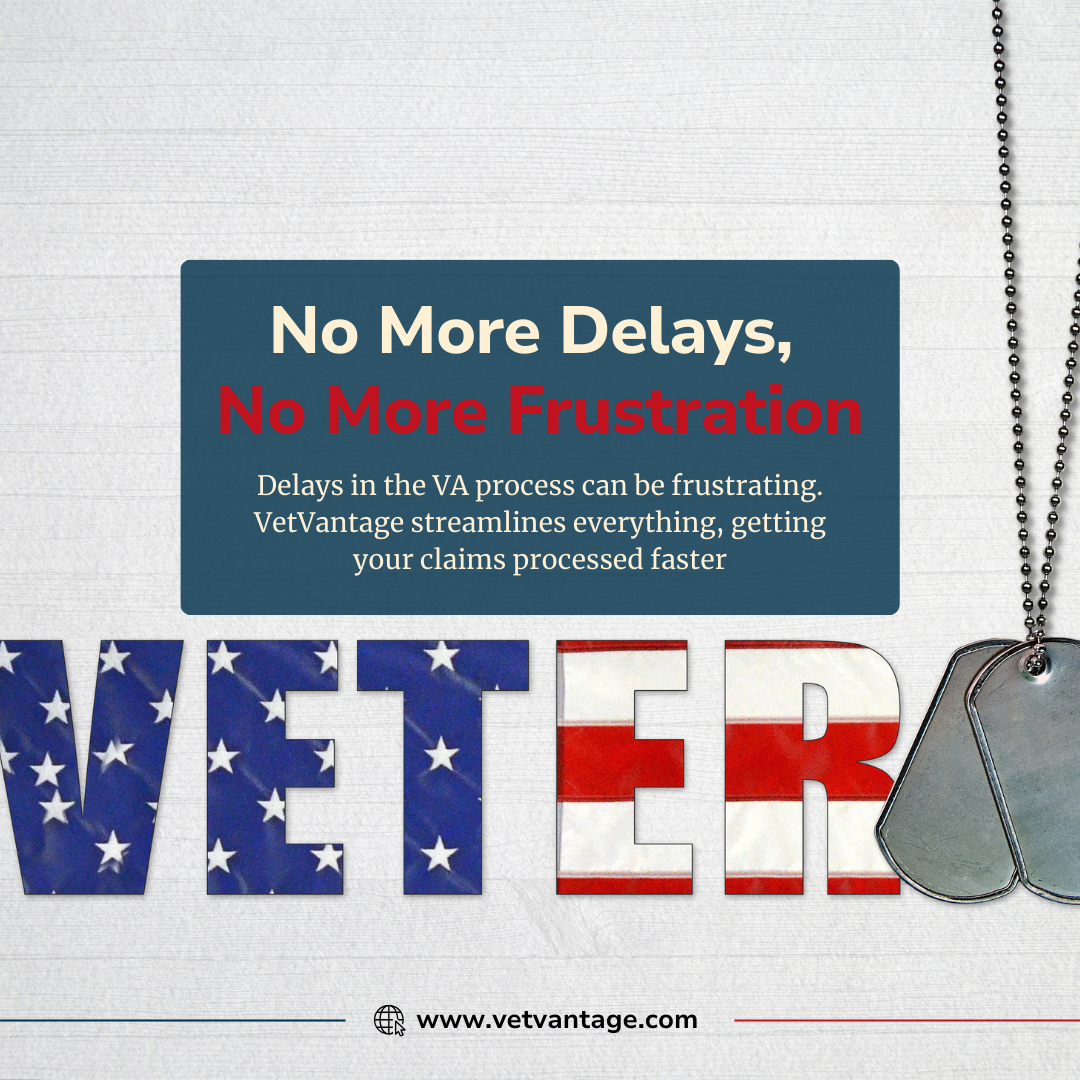 No More Delays,
No More Frustration
Delays in the VA process can be frustrating.
VetVantage streamlines everything, getting
your claims processed faster
VETER
www.vetvantage.com